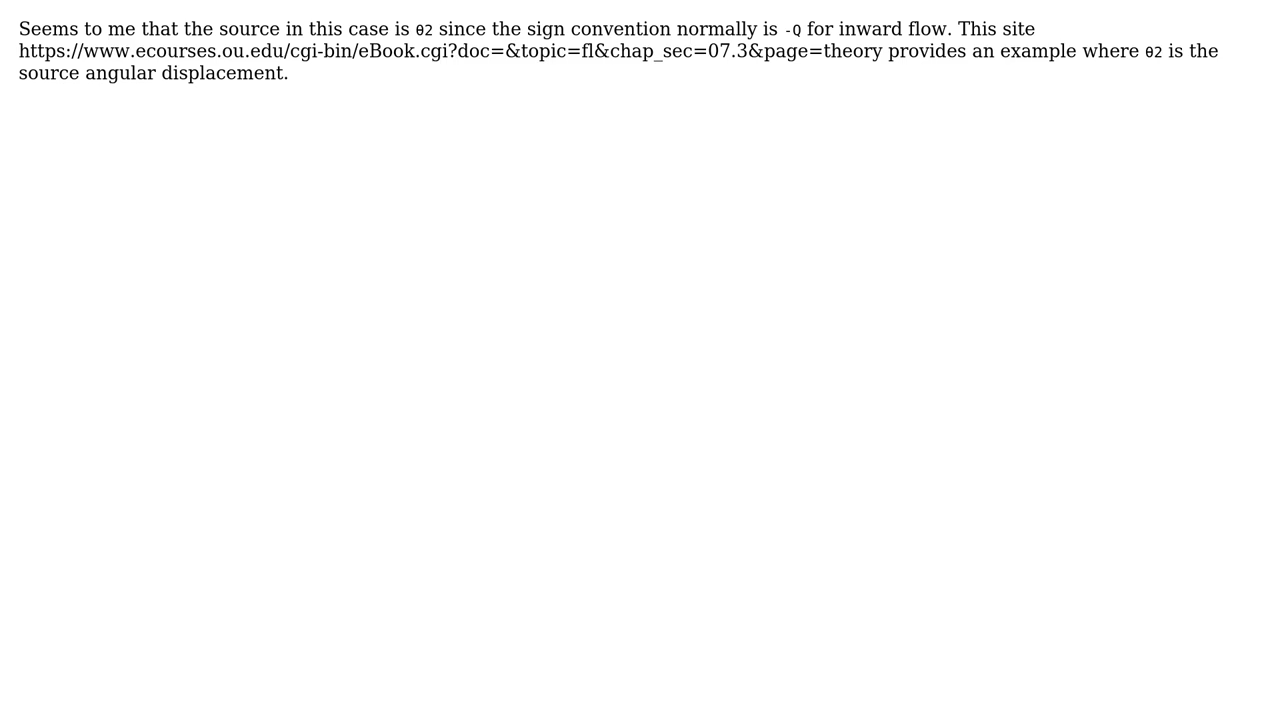 Seems to me that the source in this case is θ2 since the sign convention normally is -Q for inward flow. This site
https://www.ecourses.ou.edu/cgi-bin/eBook.cgi?doc=&topic=fl&chap_sec=07.3&page=theory provides an example where θ2 is the
source angular displacement.